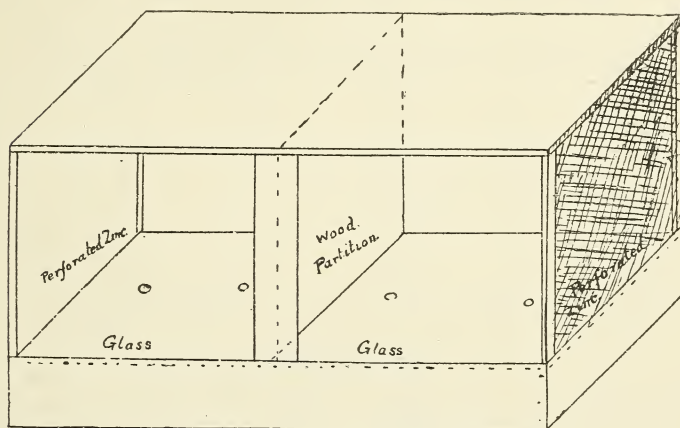 Perforated Zinc.
Wood.
Partition
Perforated
Zinc.
Glass
Glass